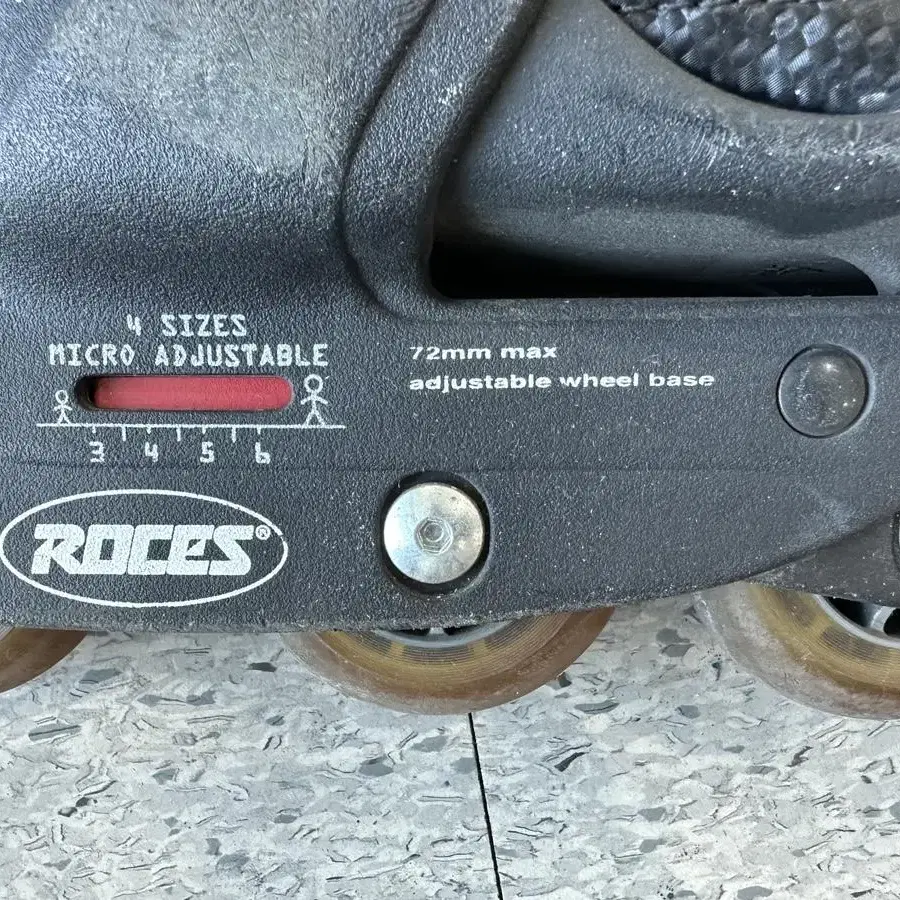 4 SIZES
MICRO ADJUSTABLE
3 4 5 6
72mm max
adjustable wheel base
ROCES®